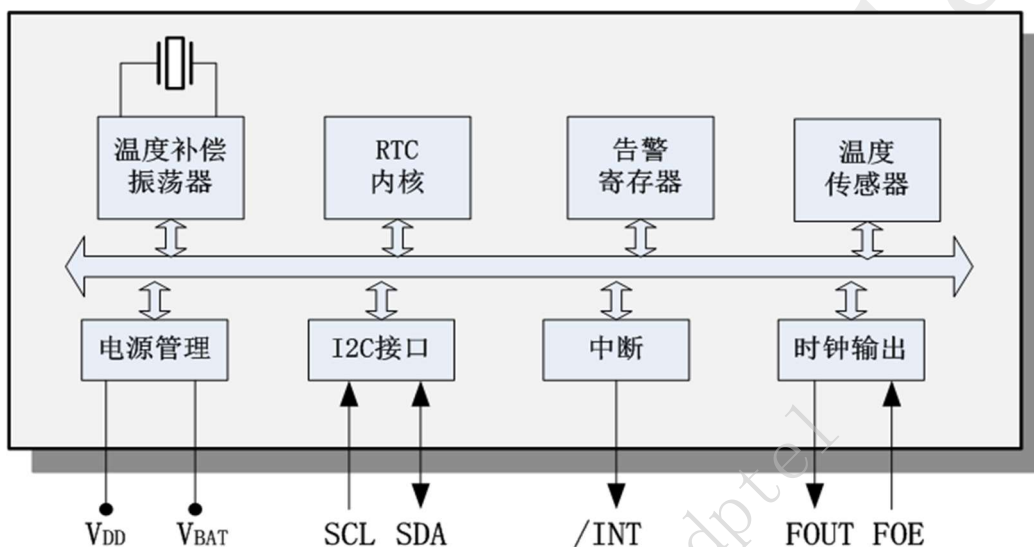 温度补偿
振荡器
RTC
内核
告警
寄存器
温度
传感器
电源管理
I2C接口
中断
时钟输出
VDD VBAT SCL SDA /INT FOUT FOE
dptel